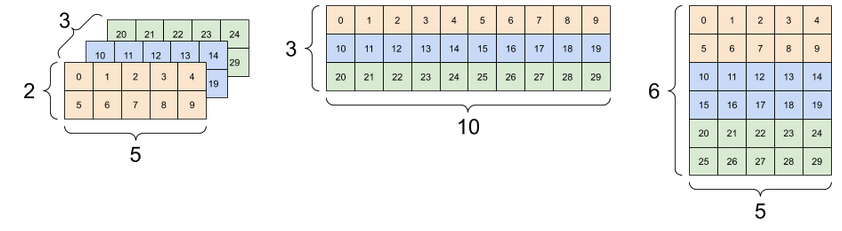 3
20 21 22 23 24
29
10 11 12 13 14
19
2
0 1 2 3 4
5 6 7 8 9
5
3
0 1 2 3 4 5 6 7 8 9
10 11 12 13 14 15 16 17 18 19
20 21 22 23 24 25 26 27 28 29
10
6
0 1 2 3 4
5 6 7 8 9
10 11 12 13 14
15 16 17 18 19
20 21 22 23 24
25 26 27 28 29
5